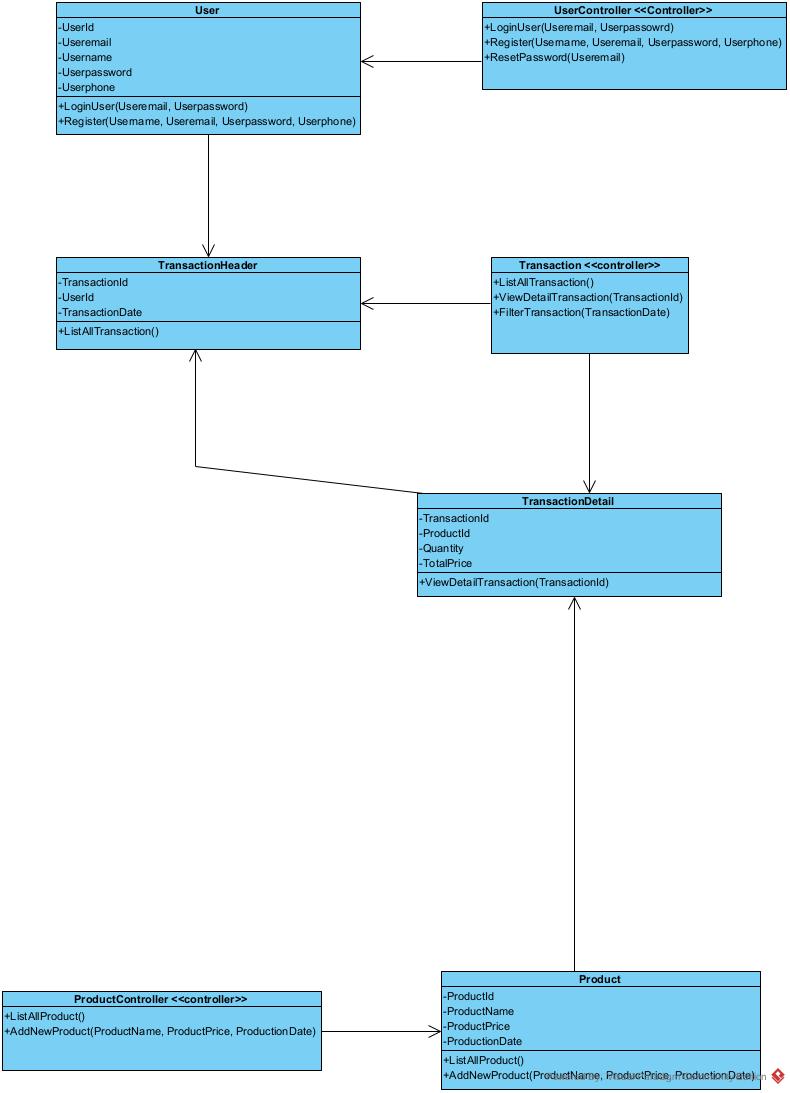 User
-UserId
-Useremail
-Username
-Userpassword
-Userphone
+LoginUser(Useremail, Userpassword)
+Register(Username, Useremail, Userpassword, Userphone)
UserController <<Controller>>
+LoginUser(Useremail, Userpassowrd)
+Register(Username, Useremail, Userpassword, Userphone)
+ResetPassword(Useremail)
TransactionHeader
-TransactionId
-UserId
-TransactionDate
+ListAllTransaction()
Transaction <<controller>>
+ListAllTransaction()
+ViewDetailTransaction(TransactionId)
+FilterTransaction(TransactionDate)
TransactionDetail
-TransactionId
-ProductId
-Quantity
-TotalPrice
+ViewDetailTransaction(TransactionId)
ProductController <<controller>>
+ListAllProduct()
+AddNewProduct(ProductName, ProductPrice, ProductionDate)
Product
-ProductId
-ProductName
-ProductPrice
-ProductionDate
+ListAllProduct()
+AddNewProduct(ProductName, ProductPrice, ProductionDate)